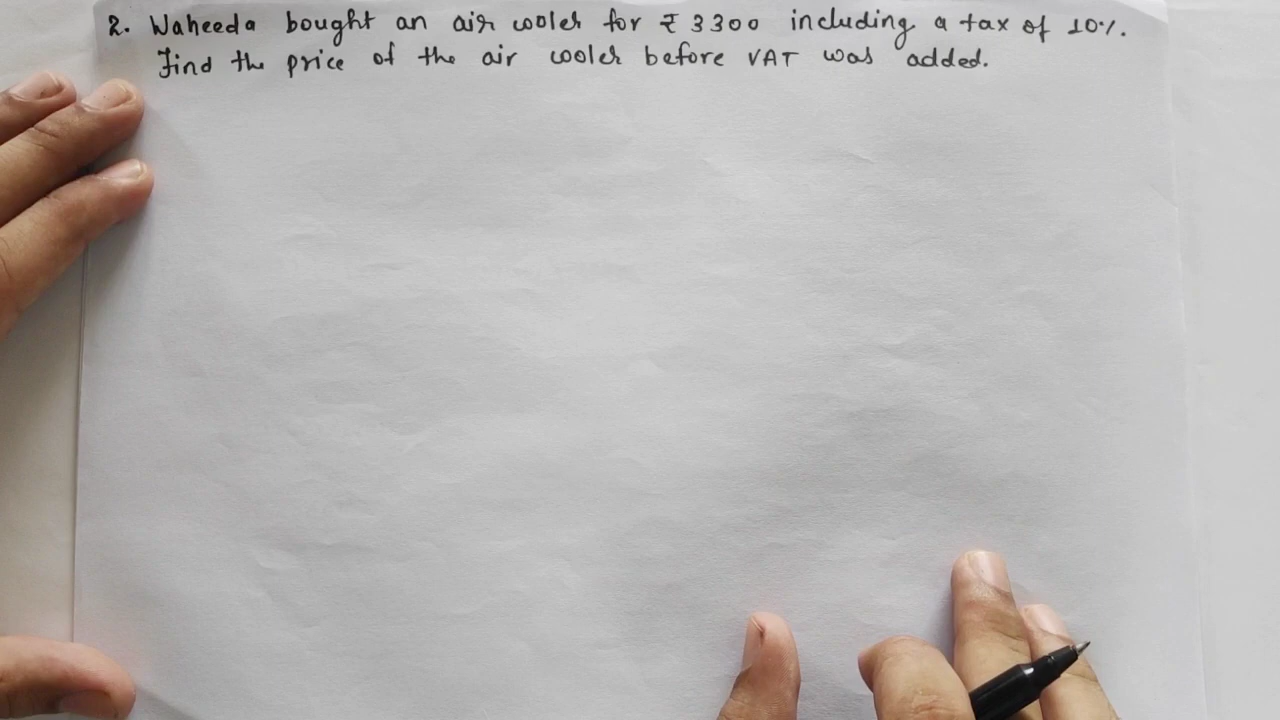 2. Waheeda bought an air cooler for ₹ 3300 including a tax of 10%.
Find the price of the air cooler before VAT was added.